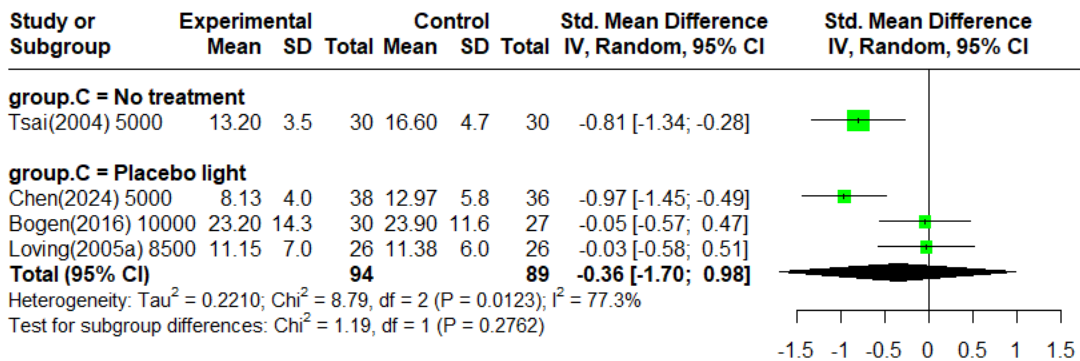 Study or Experimental Control Std. Mean Difference Std. Mean Difference
Subgroup Mean SD Total Mean SD Total IV, Random, 95% CI IV, Random, 95% CI
group.C = No treatment
Tsai(2004) 5000 13.20 3.5 30 16.60 4.7 30 -0.81 [-1.34; -0.28]
group.C = Placebo light
Chen(2024) 5000 8.13 4.0 38 12.97 5.8 36 -0.97 [-1.45; -0.49]
Bogen(2016) 10000 23.20 14.3 30 23.90 11.6 27 -0.05 [-0.57; 0.47]
Loving(2005a) 8500 11.15 7.0 26 11.38 6.0 26 -0.03 [-0.58; 0.51]
Total (95% CI) 94 89 -0.36 [-1.70; 0.98]
Heterogeneity: Tau² = 0.2210; Chi² = 8.79, df = 2 (P = 0.0123); I² = 77.3%
Test for subgroup differences: Chi² = 1.19, df = 1 (P = 0.2762)
-1.5 -1 -0.5 0 0.5 1 1.5